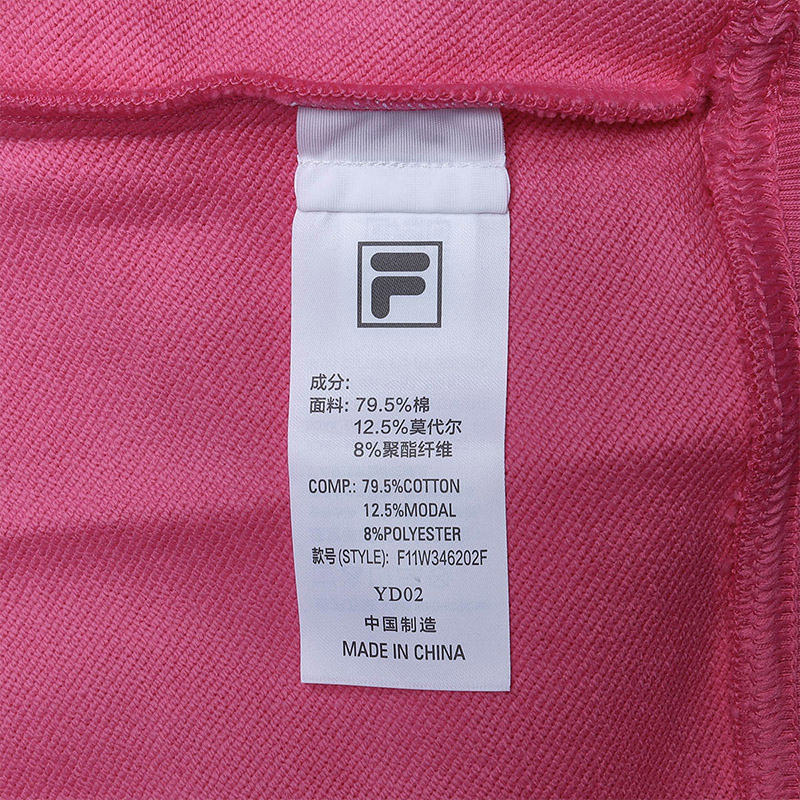 F
成分:
面料: 79.5%棉
12.5%莫代尔
8%聚酯纤维
COMP.: 79.5%COTTON
12.5%MODAL
8%POLYESTER
款号(STYLE): F11W346202F
YD02
中国制造
MADE IN CHINA